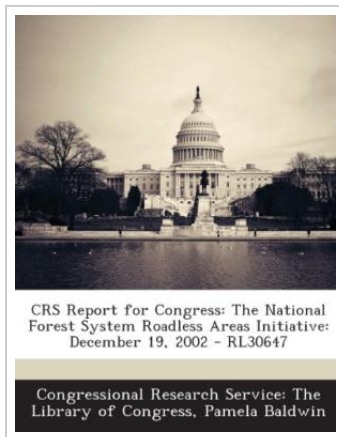 CRS Report for Congress: The National
Forest System Roadless Areas Initiative:
December 19, 2002 - RL30647
Congressional Research Service: The
Library of Congress, Pamela Baldwin